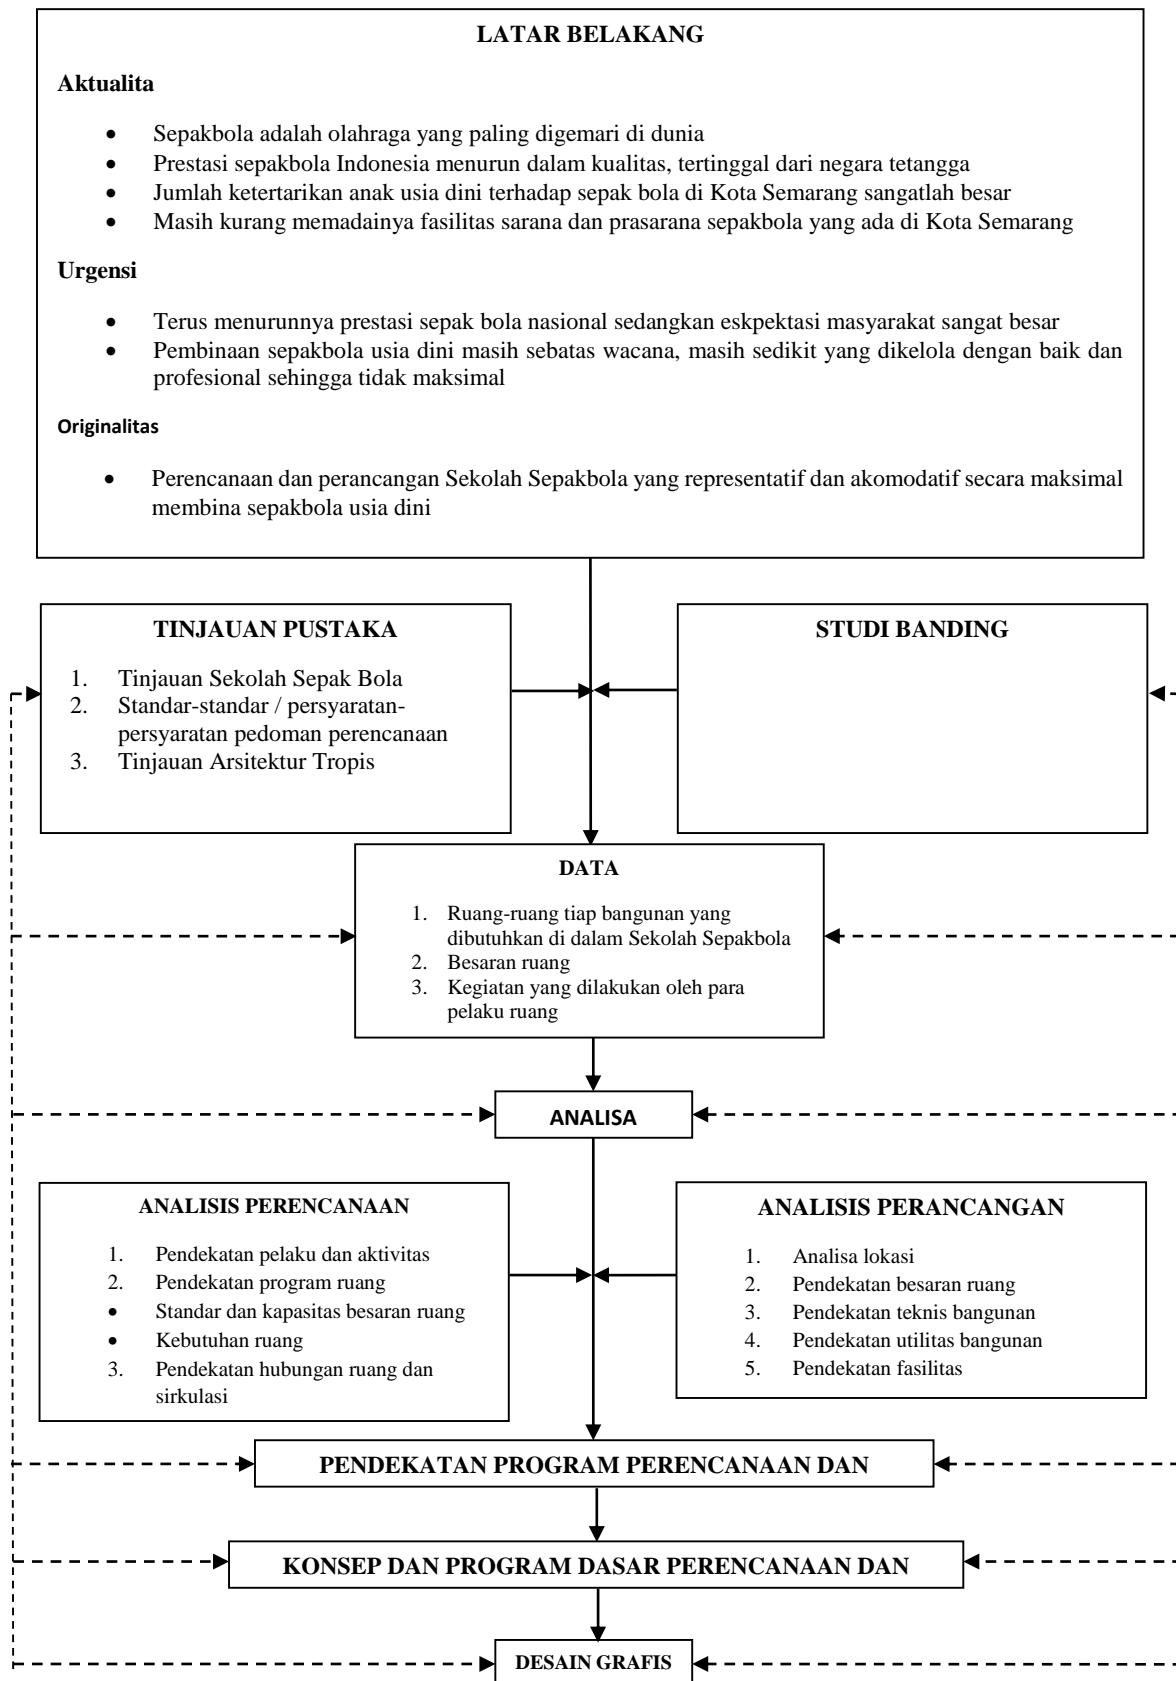 LATAR BELAKANG
Aktualita
• Sepakbola adalah olahraga yang paling digemari di dunia
• Prestasi sepakbola Indonesia menurun dalam kualitas, tertinggal dari negara tetangga
• Jumlah ketertarikan anak usia dini terhadap sepak bola di Kota Semarang sangatlah besar
• Masih kurang memadainya fasilitas sarana dan prasarana sepakbola yang ada di Kota Semarang
Urgensi
• Terus menurunnya prestasi sepak bola nasional sedangkan eskpektasi masyarakat sangat besar
• Pembinaan sepakbola usia dini masih sebatas wacana, masih sedikit yang dikelola dengan baik dan
profesional sehingga tidak maksimal
Originalitas
• Perencanaan dan perancangan Sekolah Sepakbola yang representatif dan akomodatif secara maksimal
membina sepakbola usia dini
TINJAUAN PUSTAKA
1. Tinjauan Sekolah Sepak Bola
2. Standar-standar / persyaratan-
persyaratan pedoman perencanaan
3. Tinjauan Arsitektur Tropis
STUDI BANDING
DATA
1. Ruang-ruang tiap bangunan yang
dibutuhkan di dalam Sekolah Sepakbola
2. Besaran ruang
3. Kegiatan yang dilakukan oleh para
pelaku ruang
ANALISA
ANALISIS PERENCANAAN
1. Pendekatan pelaku dan aktivitas
2. Pendekatan program ruang
• Standar dan kapasitas besaran ruang
• Kebutuhan ruang
3. Pendekatan hubungan ruang dan
sirkulasi
ANALISIS PERANCANGAN
1. Analisa lokasi
2. Pendekatan besaran ruang
3. Pendekatan teknis bangunan
4. Pendekatan utilitas bangunan
5. Pendekatan fasilitas
PENDEKATAN PROGRAM PERENCANAAN DAN
KONSEP DAN PROGRAM DASAR PERENCANAAN DAN
DESAIN GRAFIS